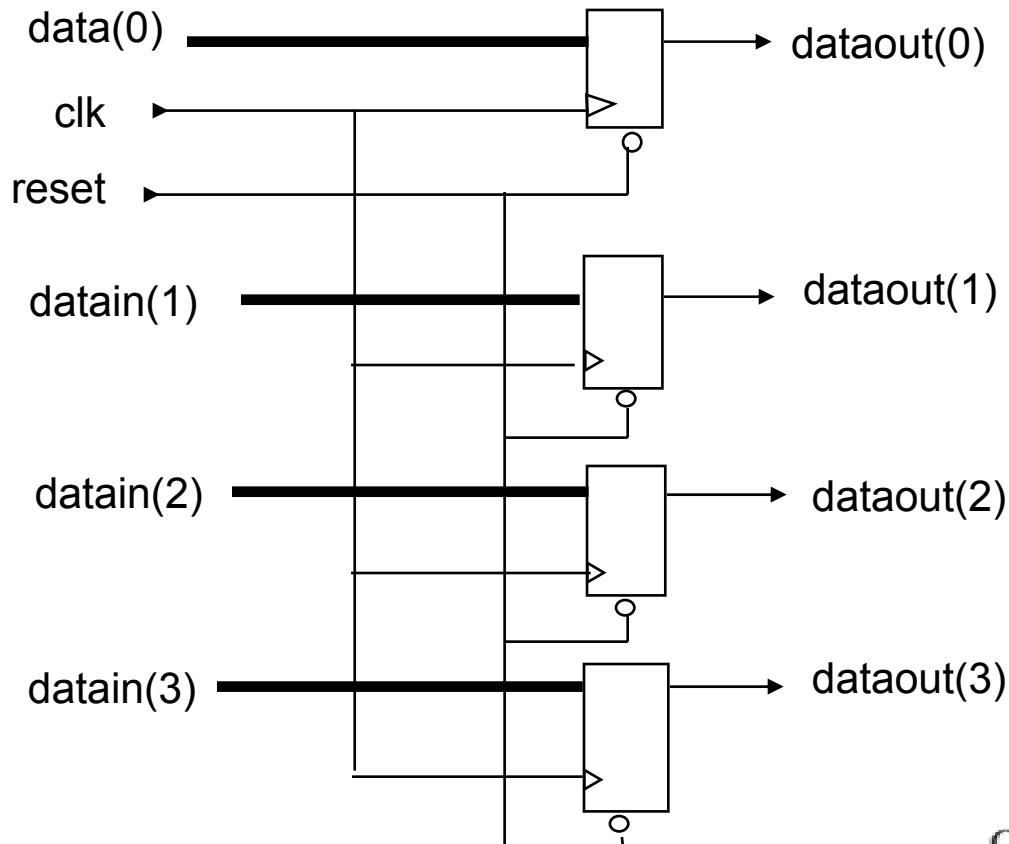 data(0)
dataout(0)
clk
reset
datain(1)
dataout(1)
datain(2)
dataout(2)
datain(3)
dataout(3)